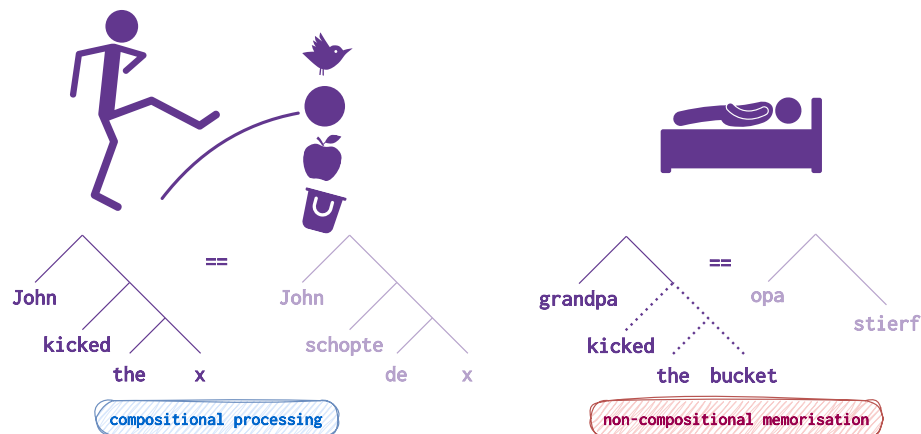 ==
John
John
kicked
schopte
the x
de x
compositional processing
==
grandpa
opa
stierf
kicked
the bucket
non-compositional memorisation